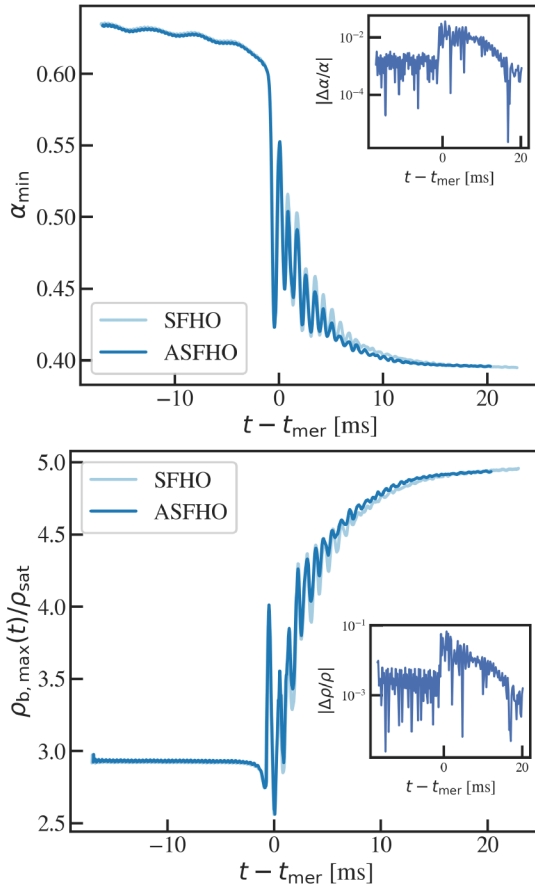 0.60
0.55
0.50
0.45
0.40
α_min
10⁻²
10⁻⁴
|Δα/α|
0 20
t − t_mer [ms]
SFHO
ASFHO
−10 0 10 20
t − t_mer [ms]
5.0
4.5
4.0
3.5
3.0
2.5
ρ_b, max(t)/ρ_sat
SFHO
ASFHO
10⁻¹
10⁻³
|Δρ/ρ|
0 20
t − t_mer [ms]
−10 0 10 20
t − t_mer [ms]